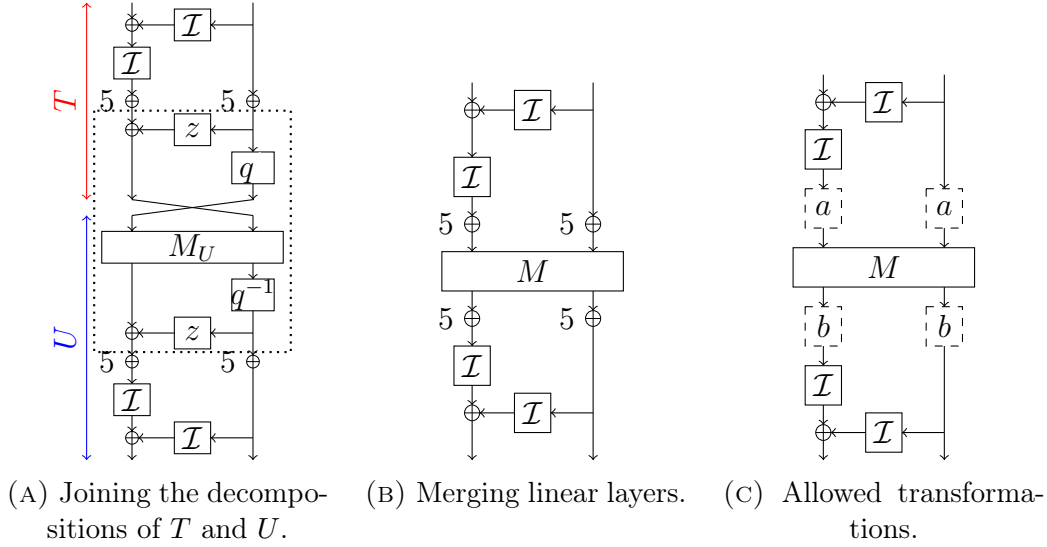 𝓘
𝓘
5 5
T
z
q
M_U
q⁻¹
U
z
5 5
𝓘
𝓘
(A) Joining the decompo-
sitions of T and U.
𝓘
𝓘
5 5
M
5 5
𝓘
𝓘
(B) Merging linear layers.
𝓘
𝓘
a a
M
b b
𝓘
𝓘
(C) Allowed transforma-
tions.